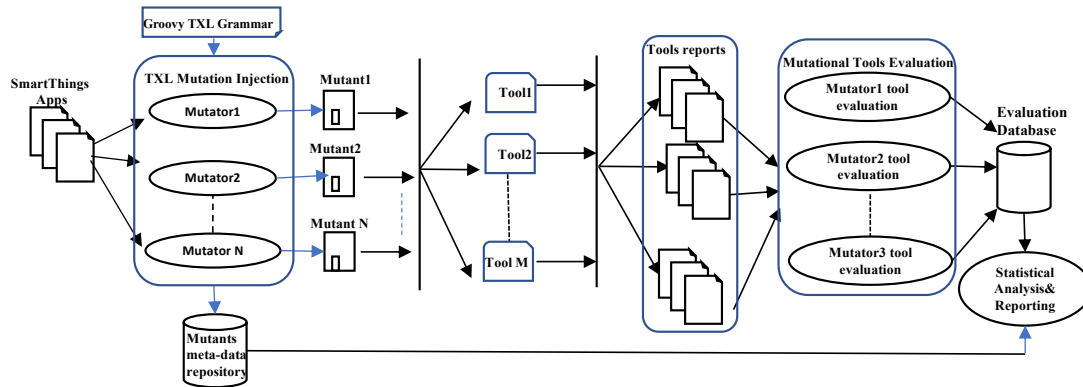 Groovy TXL Grammar
SmartThings
Apps
TXL Mutation Injection
Mutator1
Mutator2
Mutator N
Mutant1
Mutant2
Mutant N
Mutants
meta-data
repository
Tool1
Tool2
Tool M
Tools reports
Mutational Tools Evaluation
Mutator1 tool
evaluation
Mutator2 tool
evaluation
Mutator3 tool
evaluation
Evaluation
Database
Statistical
Analysis&
Reporting